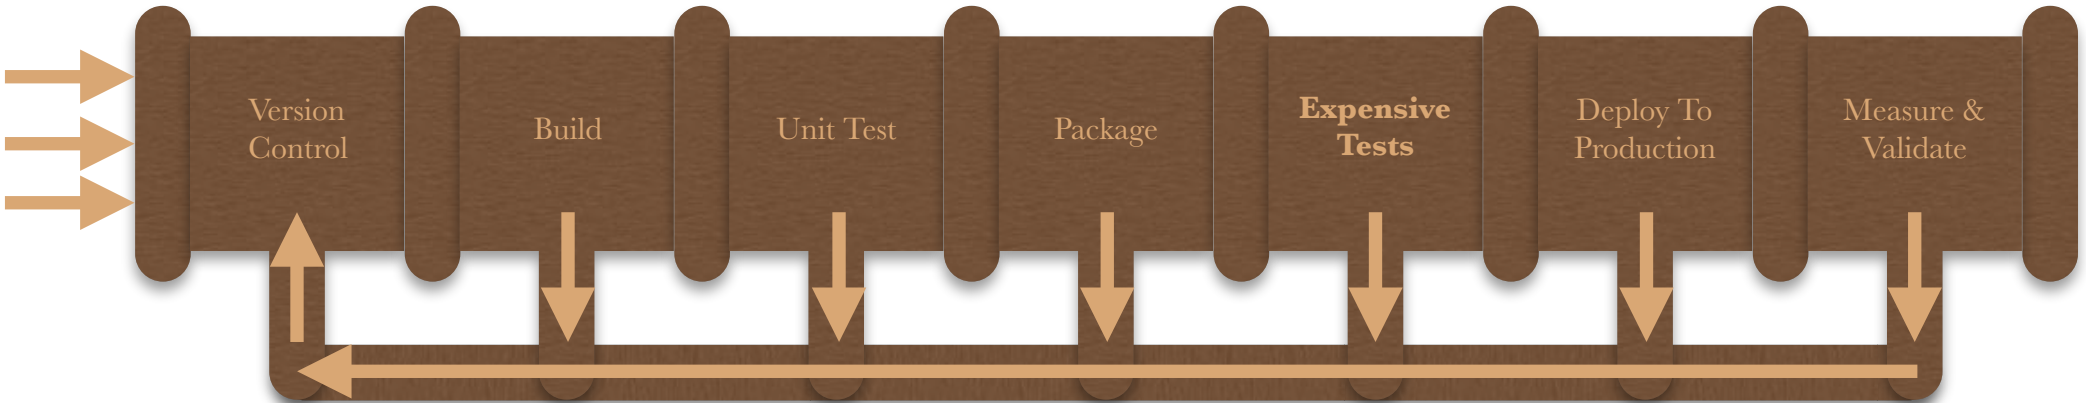 Version
Control
Build
Unit Test
Package
Expensive
Tests
Deploy To
Production
Measure &
Validate